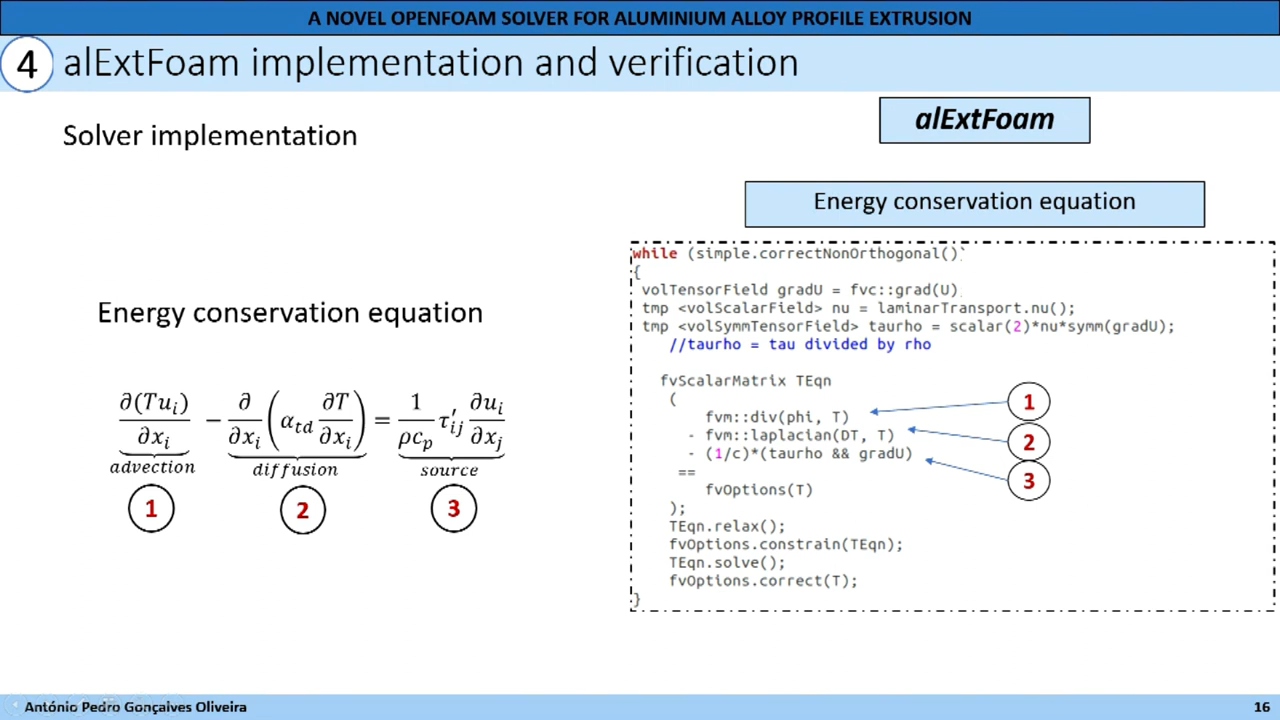 A NOVEL OPENFOAM SOLVER FOR ALUMINIUM ALLOY PROFILE EXTRUSION
4 alExtFoam implementation and verification
Solver implementation
alExtFoam
Energy conservation equation
Energy conservation equation
∂(Tu_i)/∂x_i − ∂/∂x_i (α_td ∂T/∂x_i) = 1/(ρc_p) τ′_ij ∂u_i/∂x_j
advection diffusion source
1 2 3
while (simple.correctNonOrthogonal()
{
volTensorField gradU = fvc::grad(U)
tmp <volScalarField> nu = laminarTransport.nu();
tmp <volSymmTensorField> taurho = scalar(2)*nu*symm(gradU);
//taurho = tau divided by rho
fvScalarMatrix TEqn
(
fvm::div(phi, T)
- fvm::laplacian(DT, T)
- (1/c)*(taurho && gradU)
==
fvOptions(T)
);
TEqn.relax();
fvOptions.constrain(TEqn);
TEqn.solve();
fvOptions.correct(T);
}
1
2
3
António Pedro Gonçalves Oliveira
16